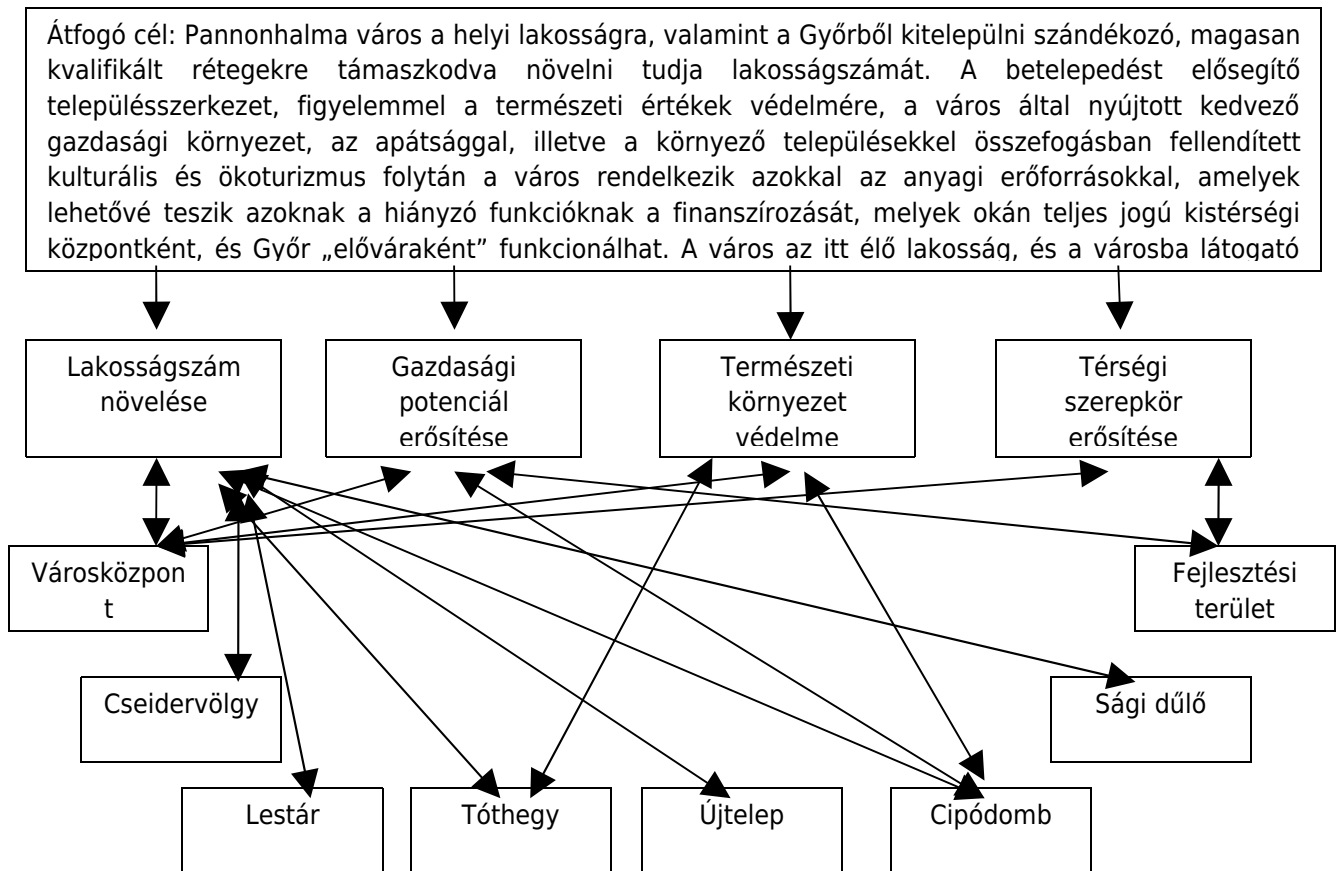 Átfogó cél: Pannonhalma város a helyi lakosságra, valamint a Győrből kitelepülni szándékozó, magasan
kvalifikált rétegekre támaszkodva növelni tudja lakosságszámát. A betelepedést elősegítő
településszerkezet, figyelemmel a természeti értékek védelmére, a város által nyújtott kedvező
gazdasági környezet, az apátsággal, illetve a környező településekkel összefogásban fellendített
kulturális és ökoturizmus folytán a város rendelkezik azokkal az anyagi erőforrásokkal, amelyek
lehetővé teszik azoknak a hiányzó funkcióknak a finanszírozását, melyek okán teljes jogú kistérségi
központként, és Győr „előváraként” funkcionálhat. A város az itt élő lakosság, és a városba látogató
Lakosságszám
növelése
Gazdasági
potenciál
erősítése
Természeti
környezet
védelme
Térségi
szerepkör
erősítése
Városközpon
t
Fejlesztési
terület
Cseidervölgy
Sági dűlő
Lestár
Tóthegy
Újtelep
Cipódomb